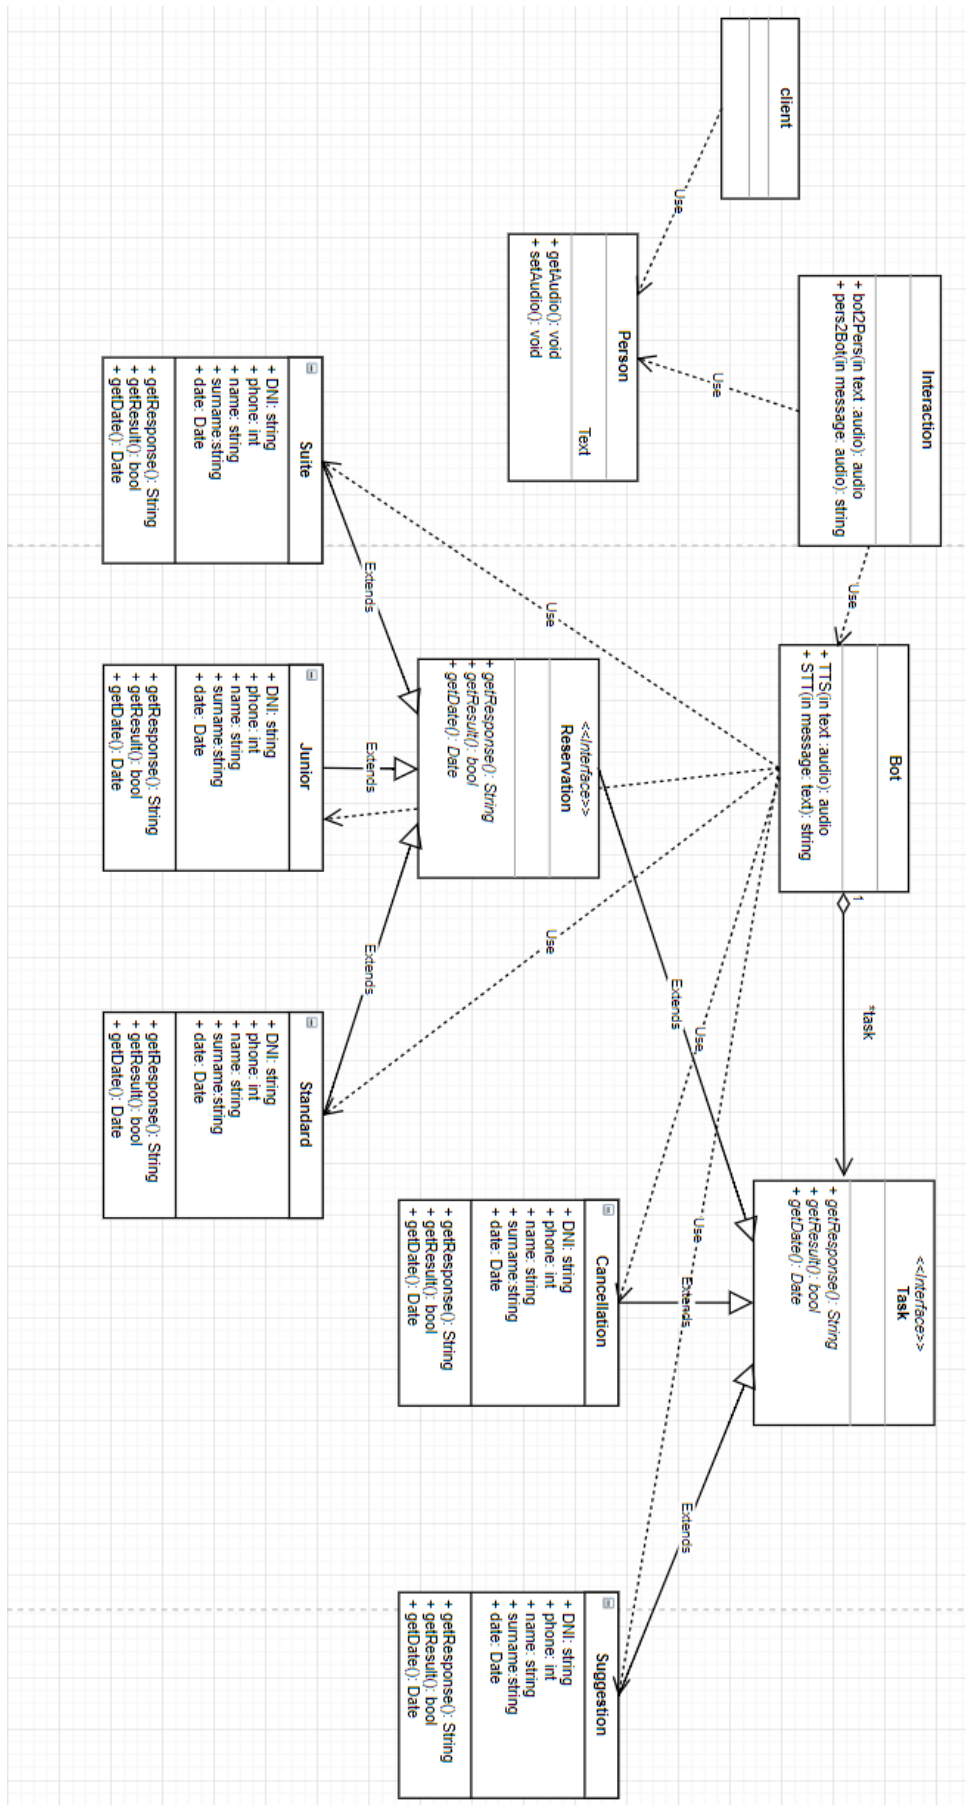 client
Use
Interaction
+ bot2Pers(in text :audio): audio
+ pers2Bot(in message: audio): string
Use
Use
Person
Text
+ getAudio(): void
+ setAudio(): void
Bot
+ TTS(in text :audio): audio
+ STT(in message: text): string
1
*task
<<Interface>>
Task
+ getResponse(): String
+ getResult(): bool
+ getDate(): Date
Use
Use
Use
Use
Extends
Extends
Extends
<<Interface>>
Reservation
+ getResponse(): String
+ getResult(): bool
+ getDate(): Date
Extends
Extends
Extends
Cancellation
+ DNI: string
+ phone: int
+ name: string
+ surname:string
+ date: Date
+ getResponse(): String
+ getResult(): bool
+ getDate(): Date
Suggestion
+ DNI: string
+ phone: int
+ name: string
+ surname:string
+ date: Date
+ getResponse(): String
+ getResult(): bool
+ getDate(): Date
Suite
+ DNI: string
+ phone: int
+ name: string
+ surname:string
+ date: Date
+ getResponse(): String
+ getResult(): bool
+ getDate(): Date
Junior
+ DNI: string
+ phone: int
+ name: string
+ surname:string
+ date: Date
+ getResponse(): String
+ getResult(): bool
+ getDate(): Date
Standard
+ DNI: string
+ phone: int
+ name: string
+ surname:string
+ date: Date
+ getResponse(): String
+ getResult(): bool
+ getDate(): Date